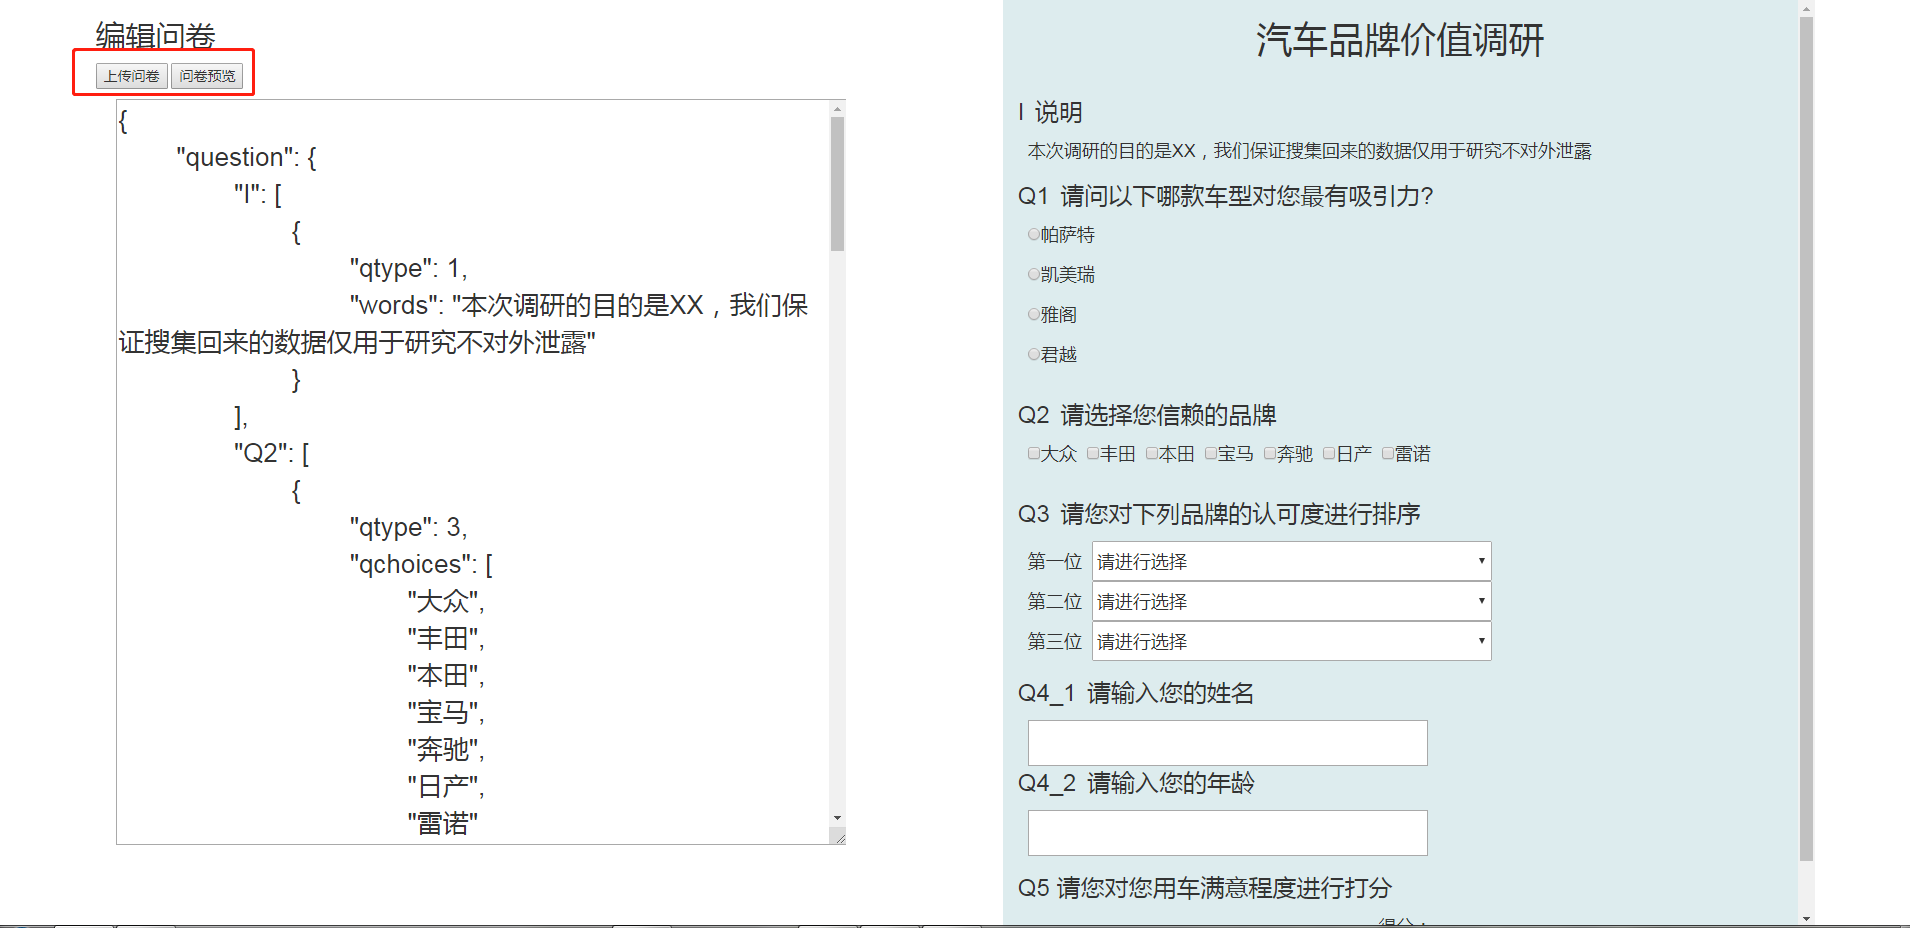 编辑问卷
上传问卷 问卷预览
{
"question": {
"I": [
{
"qtype": 1,
"words": "本次调研的目的是XX，我们保
证搜集回来的数据仅用于研究不对外泄露"
}
],
"Q2": [
{
"qtype": 3,
"qchoices": [
"大众",
"丰田",
"本田",
"宝马",
"奔驰",
"日产",
"雷诺"
汽车品牌价值调研
I 说明
本次调研的目的是XX，我们保证搜集回来的数据仅用于研究不对外泄露
Q1 请问以下哪款车型对您最有吸引力?
帕萨特
凯美瑞
雅阁
君越
Q2 请选择您信赖的品牌
大众 丰田 本田 宝马 奔驰 日产 雷诺
Q3 请您对下列品牌的认可度进行排序
第一位 请进行选择
第二位 请进行选择
第三位 请进行选择
Q4_1 请输入您的姓名
Q4_2 请输入您的年龄
Q5 请您对您用车满意程度进行打分